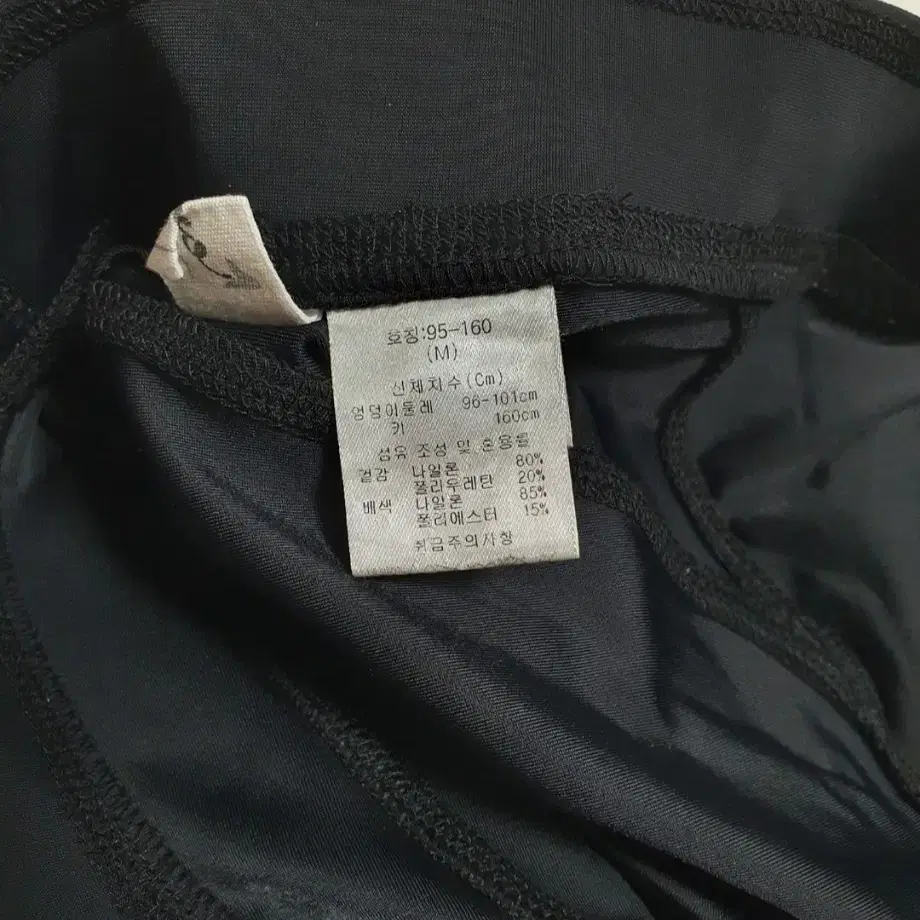 호칭:95-160
(M)
신체치수(Cm)
엉덩이둘레 96-101cm
키 160cm
섬유 조성 및 혼용률
겉감 나일론 80%
폴리우레탄 20%
배색 나일론 85%
폴리에스터 15%
취급주의사항